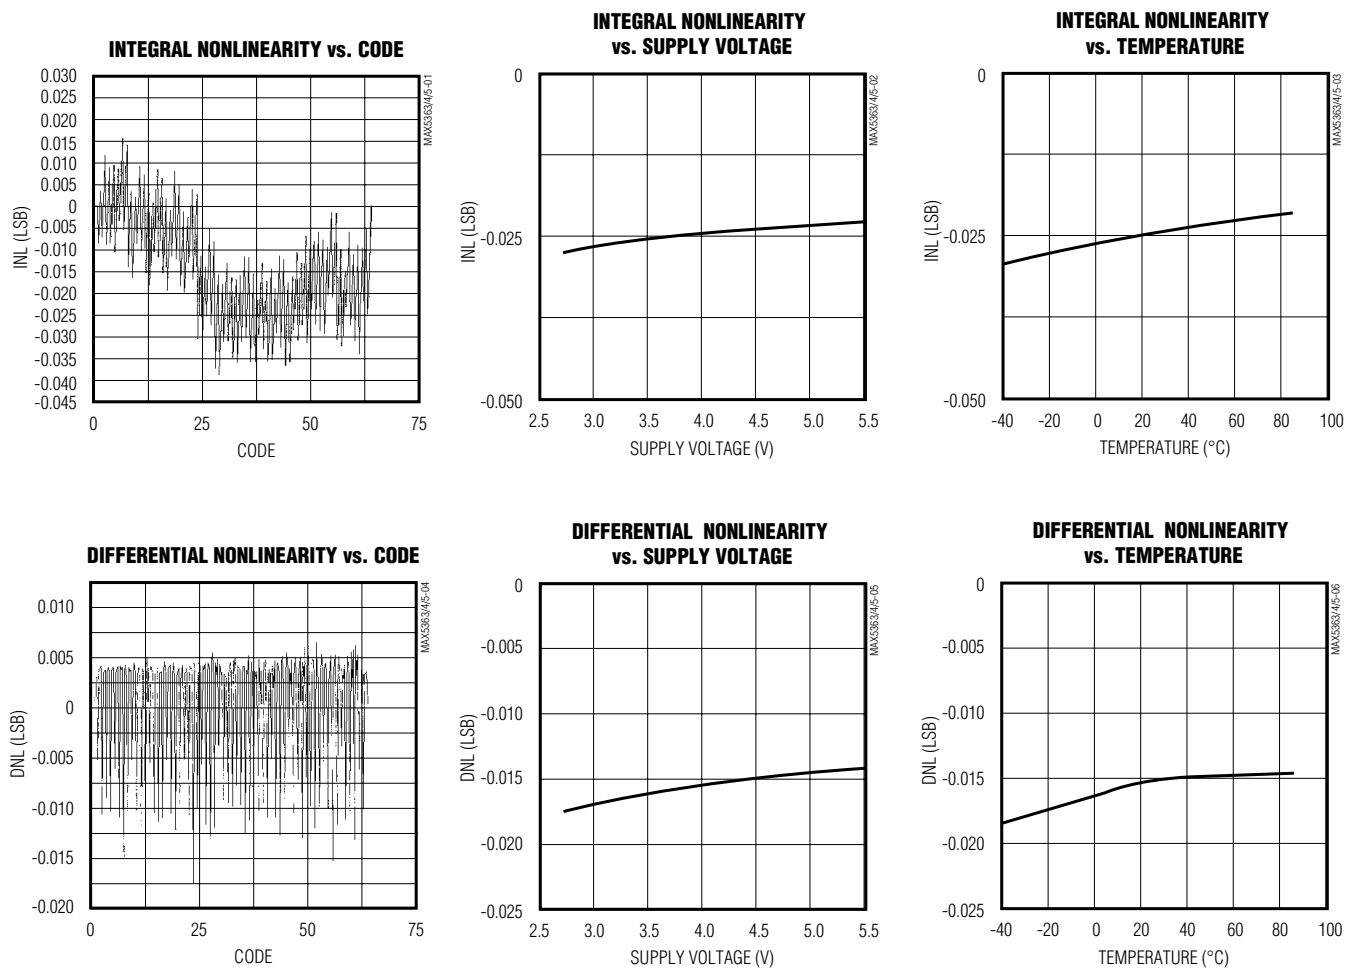 INTEGRAL NONLINEARITY vs. CODE
0.030
0.025
0.020
0.015
0.010
0.005
0
-0.005
-0.010
-0.015
-0.020
-0.025
-0.030
-0.035
-0.040
-0.045
INL (LSB)
0 25 50 75
CODE
MAX5363/4/5-01
INTEGRAL NONLINEARITY
vs. SUPPLY VOLTAGE
0
-0.025
-0.050
INL (LSB)
2.5 3.0 3.5 4.0 4.5 5.0 5.5
SUPPLY VOLTAGE (V)
MAX5363/4/5-02
INTEGRAL NONLINEARITY
vs. TEMPERATURE
0
-0.025
-0.050
INL (LSB)
-40 -20 0 20 40 60 80 100
TEMPERATURE (°C)
MAX5363/4/5-03
DIFFERENTIAL NONLINEARITY vs. CODE
0.010
0.005
0
-0.005
-0.010
-0.015
-0.020
DNL (LSB)
0 25 50 75
CODE
MAX5363/4/5-04
DIFFERENTIAL NONLINEARITY
vs. SUPPLY VOLTAGE
0
-0.005
-0.010
-0.015
-0.020
-0.025
DNL (LSB)
2.5 3.0 3.5 4.0 4.5 5.0 5.5
SUPPLY VOLTAGE (V)
MAX5363/4/5-05
DIFFERENTIAL NONLINEARITY
vs. TEMPERATURE
0
-0.005
-0.010
-0.015
-0.020
-0.025
DNL (LSB)
-40 -20 0 20 40 60 80 100
TEMPERATURE (°C)
MAX5363/4/5-06